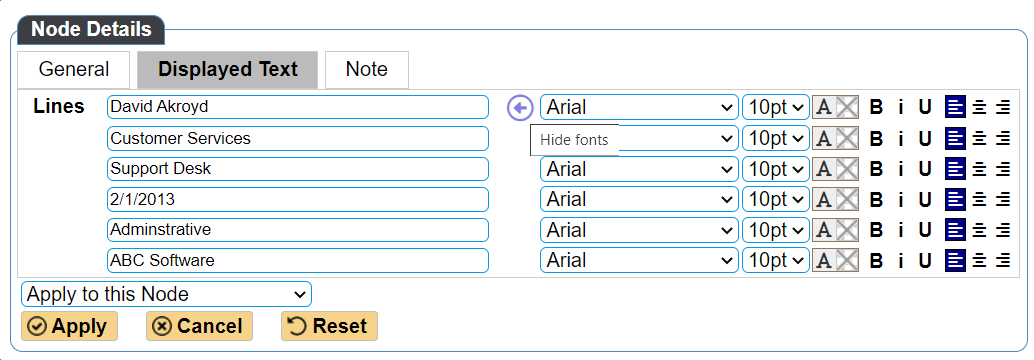 Node Details
General Displayed Text Note
Lines David Akroyd Arial 10pt A B i U
Customer Services Hide fonts 10pt A B i U
Support Desk Arial 10pt A B i U
2/1/2013 Arial 10pt A B i U
Adminstrative Arial 10pt A B i U
ABC Software Arial 10pt A B i U
Apply to this Node
Apply Cancel Reset